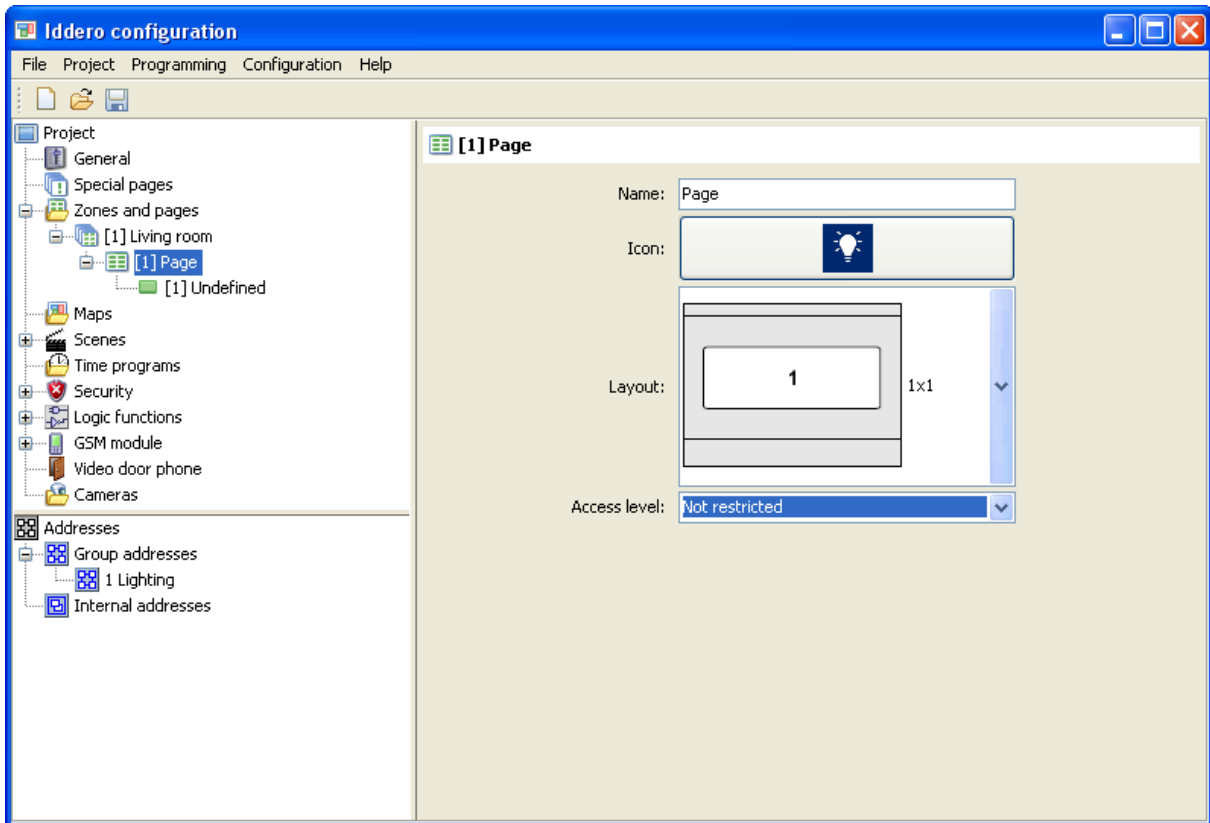 Iddero configuration
File Project Programming Configuration Help
Project
General
Special pages
Zones and pages
[1] Living room
[1] Page
[1] Undefined
Maps
Scenes
Time programs
Security
Logic functions
GSM module
Video door phone
Cameras
Addresses
Group addresses
1 Lighting
Internal addresses
[1] Page
Name: Page
Icon:
Layout: 1 1x1
Access level: Not restricted